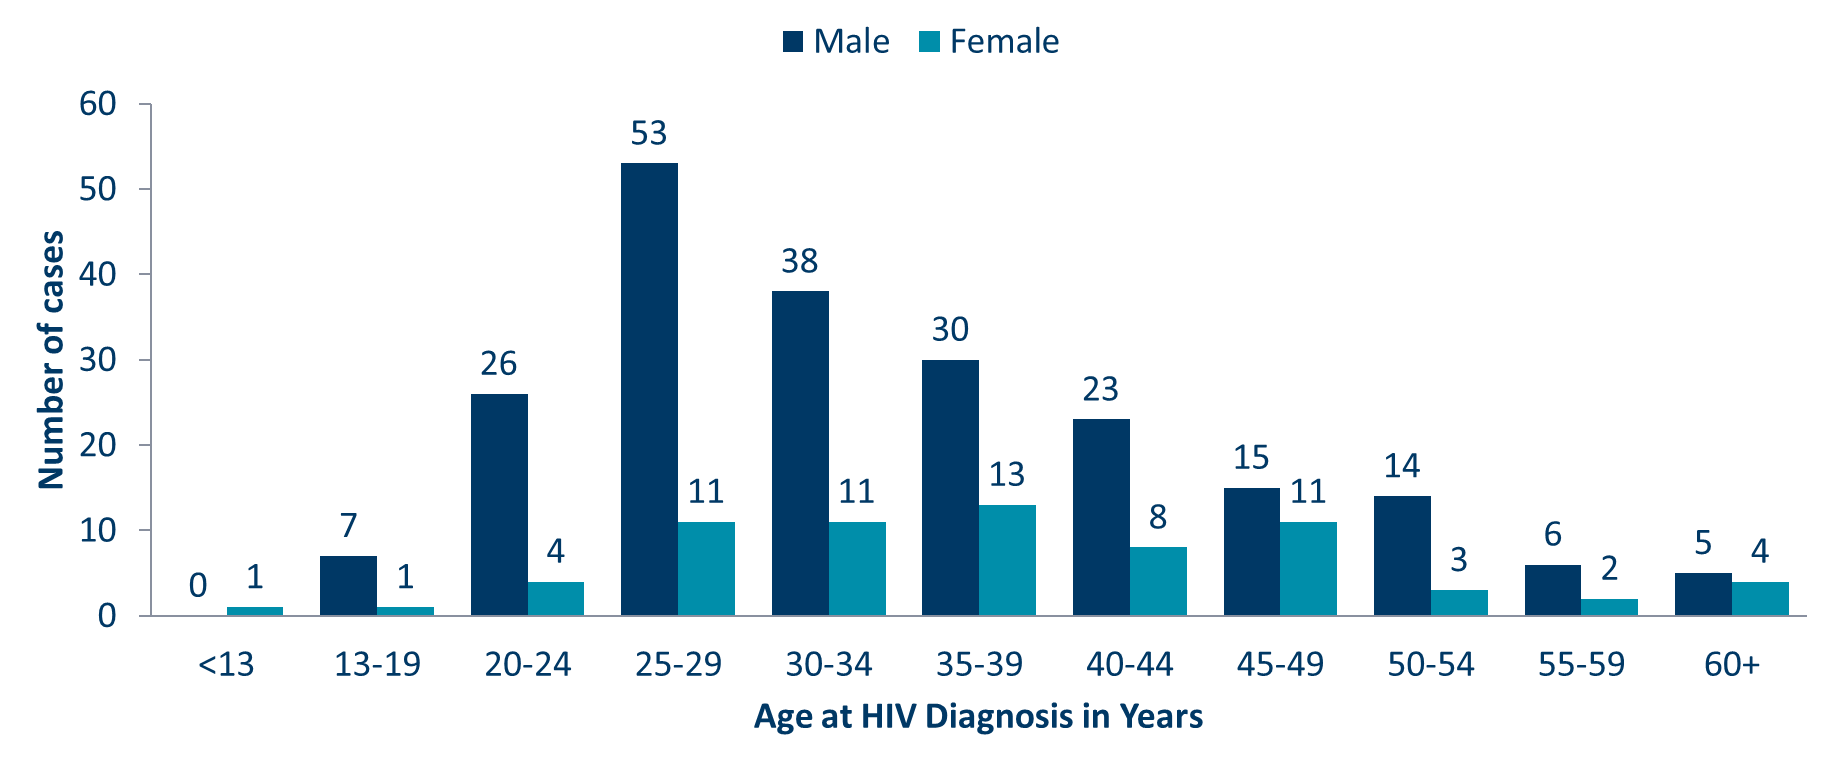 Male Female
60
50
40
30
20
10
0
Number of cases
0 1 7 1 26 4 53 11 38 11 30 13 23 8 15 11 14 3 6 2 5 4
<13 13-19 20-24 25-29 30-34 35-39 40-44 45-49 50-54 55-59 60+
Age at HIV Diagnosis in Years